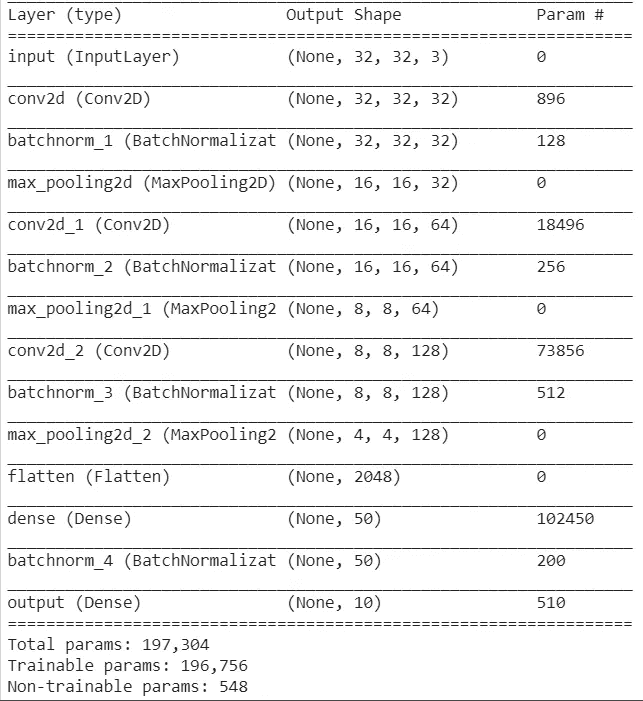 Layer (type) Output Shape Param #
=================================================================
input (InputLayer) (None, 32, 32, 3) 0
conv2d (Conv2D) (None, 32, 32, 32) 896
batchnorm_1 (BatchNormalizat (None, 32, 32, 32) 128
max_pooling2d (MaxPooling2D) (None, 16, 16, 32) 0
conv2d_1 (Conv2D) (None, 16, 16, 64) 18496
batchnorm_2 (BatchNormalizat (None, 16, 16, 64) 256
max_pooling2d_1 (MaxPooling2 (None, 8, 8, 64) 0
conv2d_2 (Conv2D) (None, 8, 8, 128) 73856
batchnorm_3 (BatchNormalizat (None, 8, 8, 128) 512
max_pooling2d_2 (MaxPooling2 (None, 4, 4, 128) 0
flatten (Flatten) (None, 2048) 0
dense (Dense) (None, 50) 102450
batchnorm_4 (BatchNormalizat (None, 50) 200
output (Dense) (None, 10) 510
=================================================================
Total params: 197,304
Trainable params: 196,756
Non-trainable params: 548